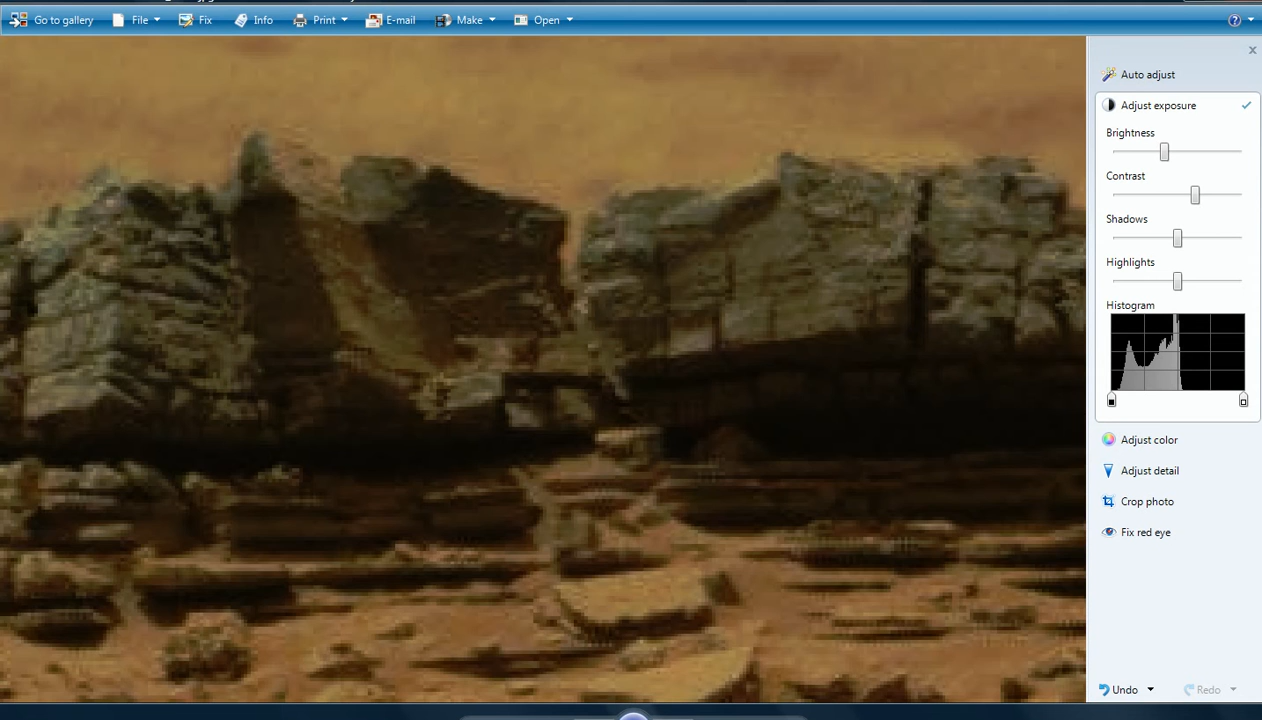 Go to gallery File Fix Info Print E-mail Make Open
Auto adjust
Adjust exposure
Brightness
Contrast
Shadows
Highlights
Histogram
Adjust color
Adjust detail
Crop photo
Fix red eye
Undo Redo